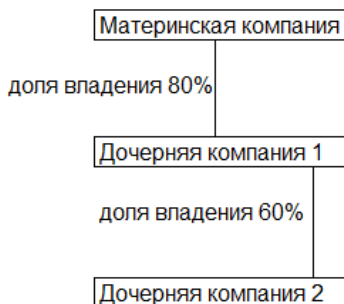 Материнская компания
доля владения 80%
Дочерняя компания 1
доля владения 60%
Дочерняя компания 2